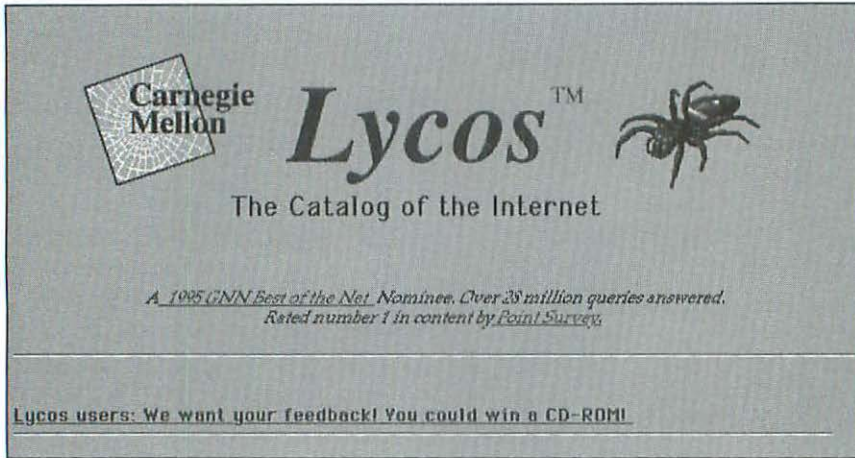 Carnegie
Mellon
Lycos™
The Catalog of the Internet
A 1995 GNN Best of the Net Nominee. Over 28 million queries answered.
Rated number 1 in content by Point Survey.
Lycos users: We want your feedback! You could win a CD-ROM!